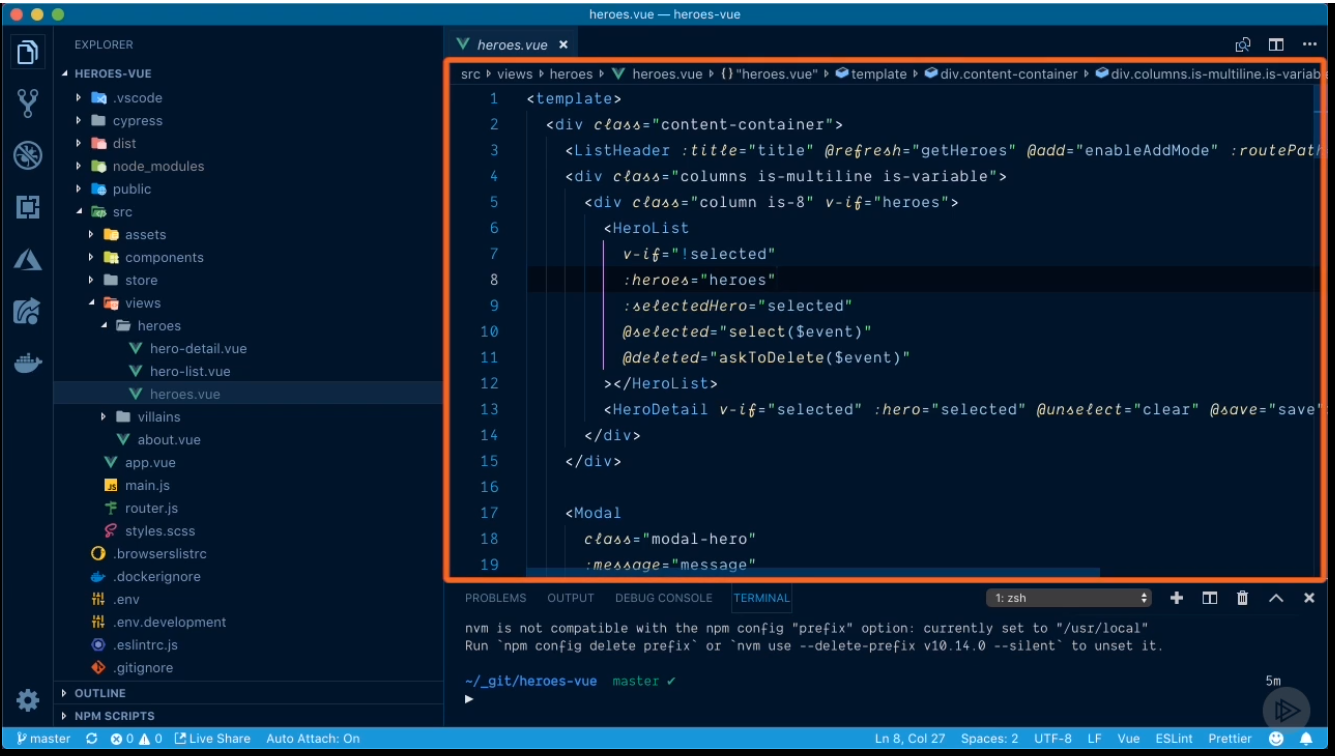 heroes.vue — heroes-vue
EXPLORER
HEROES-VUE
.vscode
cypress
dist
node_modules
public
src
assets
components
store
views
heroes
hero-detail.vue
hero-list.vue
heroes.vue
villains
about.vue
app.vue
main.js
router.js
styles.scss
.browserslistrc
.dockerignore
.env
.env.development
.eslintrc.js
.gitignore
OUTLINE
NPM SCRIPTS
heroes.vue ×
src views heroes heroes.vue {} "heroes.vue" template div.content-container div.columns.is-multiline.is-variab
1 <template>
2 <div class="content-container">
3 <ListHeader :title="title" @refresh="getHeroes" @add="enableAddMode" :routePath
4 <div class="columns is-multiline is-variable">
5 <div class="column is-8" v-if="heroes">
6 <HeroList
7 v-if="!selected"
8 :heroes="heroes"
9 :selectedHero="selected"
10 @selected="select($event)"
11 @deleted="askToDelete($event)"
12 ></HeroList>
13 <HeroDetail v-if="selected" :hero="selected" @unselect="clear" @save="save"
14 </div>
15 </div>
16
17 <Modal
18 class="modal-hero"
19 :message="message"
PROBLEMS OUTPUT DEBUG CONSOLE TERMINAL 1: zsh
nvm is not compatible with the npm config "prefix" option: currently set to "/usr/local"
Run `npm config delete prefix` or `nvm use --delete-prefix v10.14.0 --silent` to unset it.
~/_git/heroes-vue master ✔ 5m
master 0 0 Live Share Auto Attach: On Ln 8, Col 27 Spaces: 2 UTF-8 LF Vue ESLint Prettier